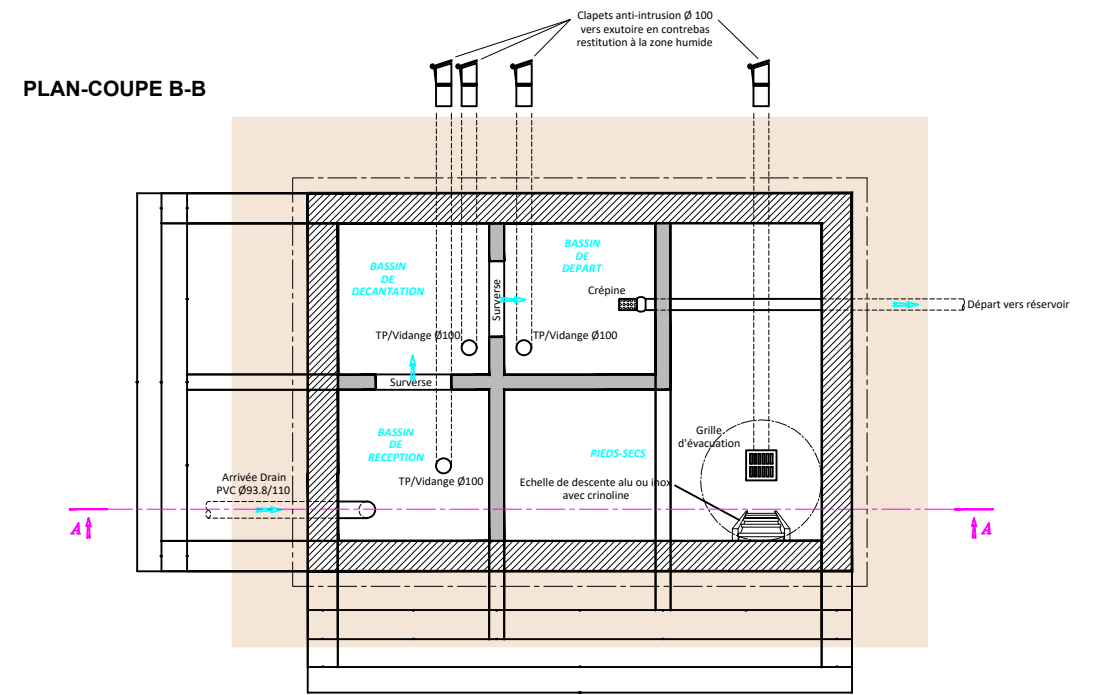 Clapets anti-intrusion Ø 100
vers exutoire en contrebas
restitution à la zone humide
PLAN-COUPE B-B
BASSIN
DE
DECANTATION
BASSIN
DE
DEPART
Surverse
Crépine
Départ vers réservoir
TP/Vidange Ø100
TP/Vidange Ø100
Surverse
BASSIN
DE
RECEPTION
PIEDS-SECS
Grille
d'évacuation
Arrivée Drain
PVC Ø93.8/110
TP/Vidange Ø100
Echelle de descente alu ou inox
avec crinoline
A
A